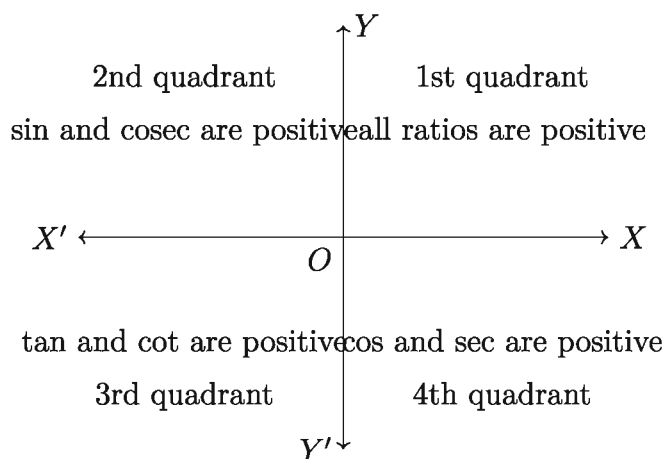 Y
2nd quadrant 1st quadrant
sin and cosec are positive all ratios are positive
X′ X
O
tan and cot are positive cos and sec are positive
3rd quadrant 4th quadrant
Y′